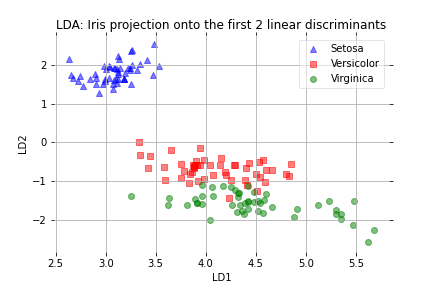 LDA: Iris projection onto the first 2 linear discriminants
Setosa
Versicolor
Virginica
2
1
0
−1
−2
LD2
2.5 3.0 3.5 4.0 4.5 5.0 5.5
LD1